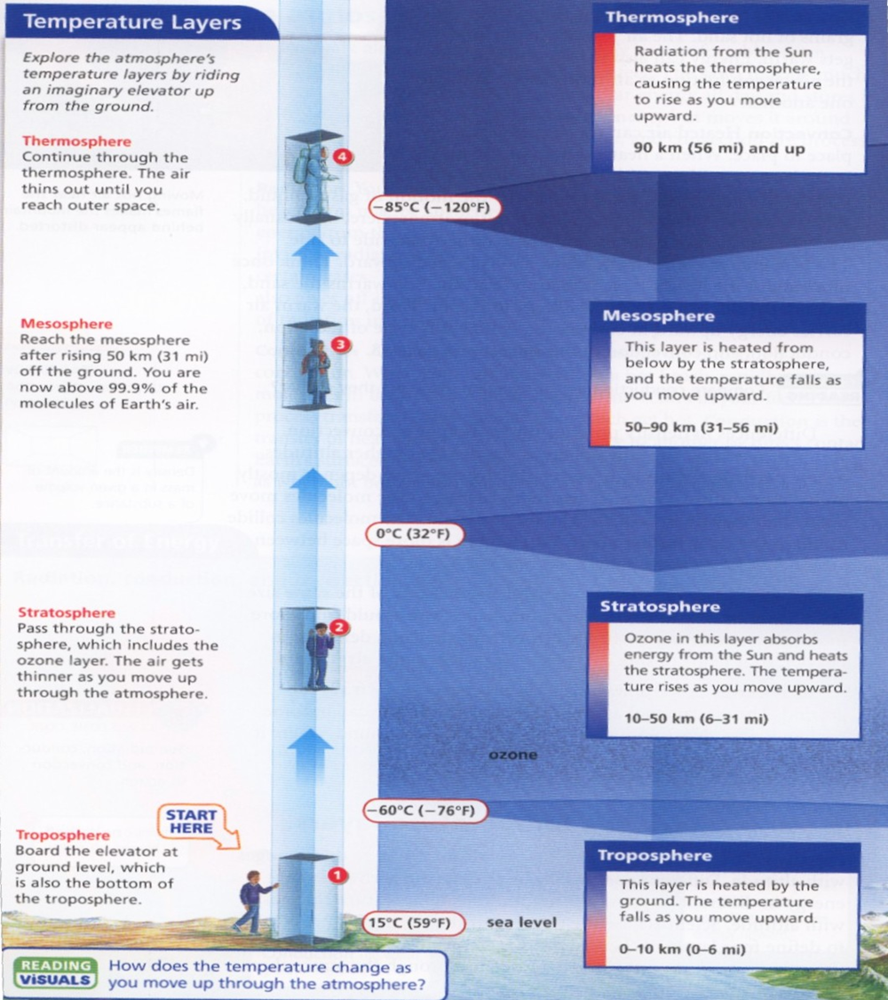 Temperature Layers
Explore the atmosphere's
temperature layers by riding
an imaginary elevator up
from the ground.
Thermosphere
Continue through the
thermosphere. The air
thins out until you
reach outer space.
4
−85°C (−120°F)
Thermosphere
Radiation from the Sun
heats the thermosphere,
causing the temperature
to rise as you move
upward.
90 km (56 mi) and up
Mesosphere
Reach the mesosphere
after rising 50 km (31 mi)
off the ground. You are
now above 99.9% of the
molecules of Earth's air.
3
Mesosphere
This layer is heated from
below by the stratosphere,
and the temperature falls as
you move upward.
50–90 km (31–56 mi)
0°C (32°F)
Stratosphere
Pass through the strato-
sphere, which includes the
ozone layer. The air gets
thinner as you move up
through the atmosphere.
2
Stratosphere
Ozone in this layer absorbs
energy from the Sun and heats
the stratosphere. The tempera-
ture rises as you move upward.
10–50 km (6–31 mi)
ozone
−60°C (−76°F)
START
HERE
Troposphere
Board the elevator at
ground level, which
is also the bottom of
the troposphere.
1
15°C (59°F)
sea level
Troposphere
This layer is heated by the
ground. The temperature
falls as you move upward.
0–10 km (0–6 mi)
READING
ViSUALS
How does the temperature change as
you move up through the atmosphere?